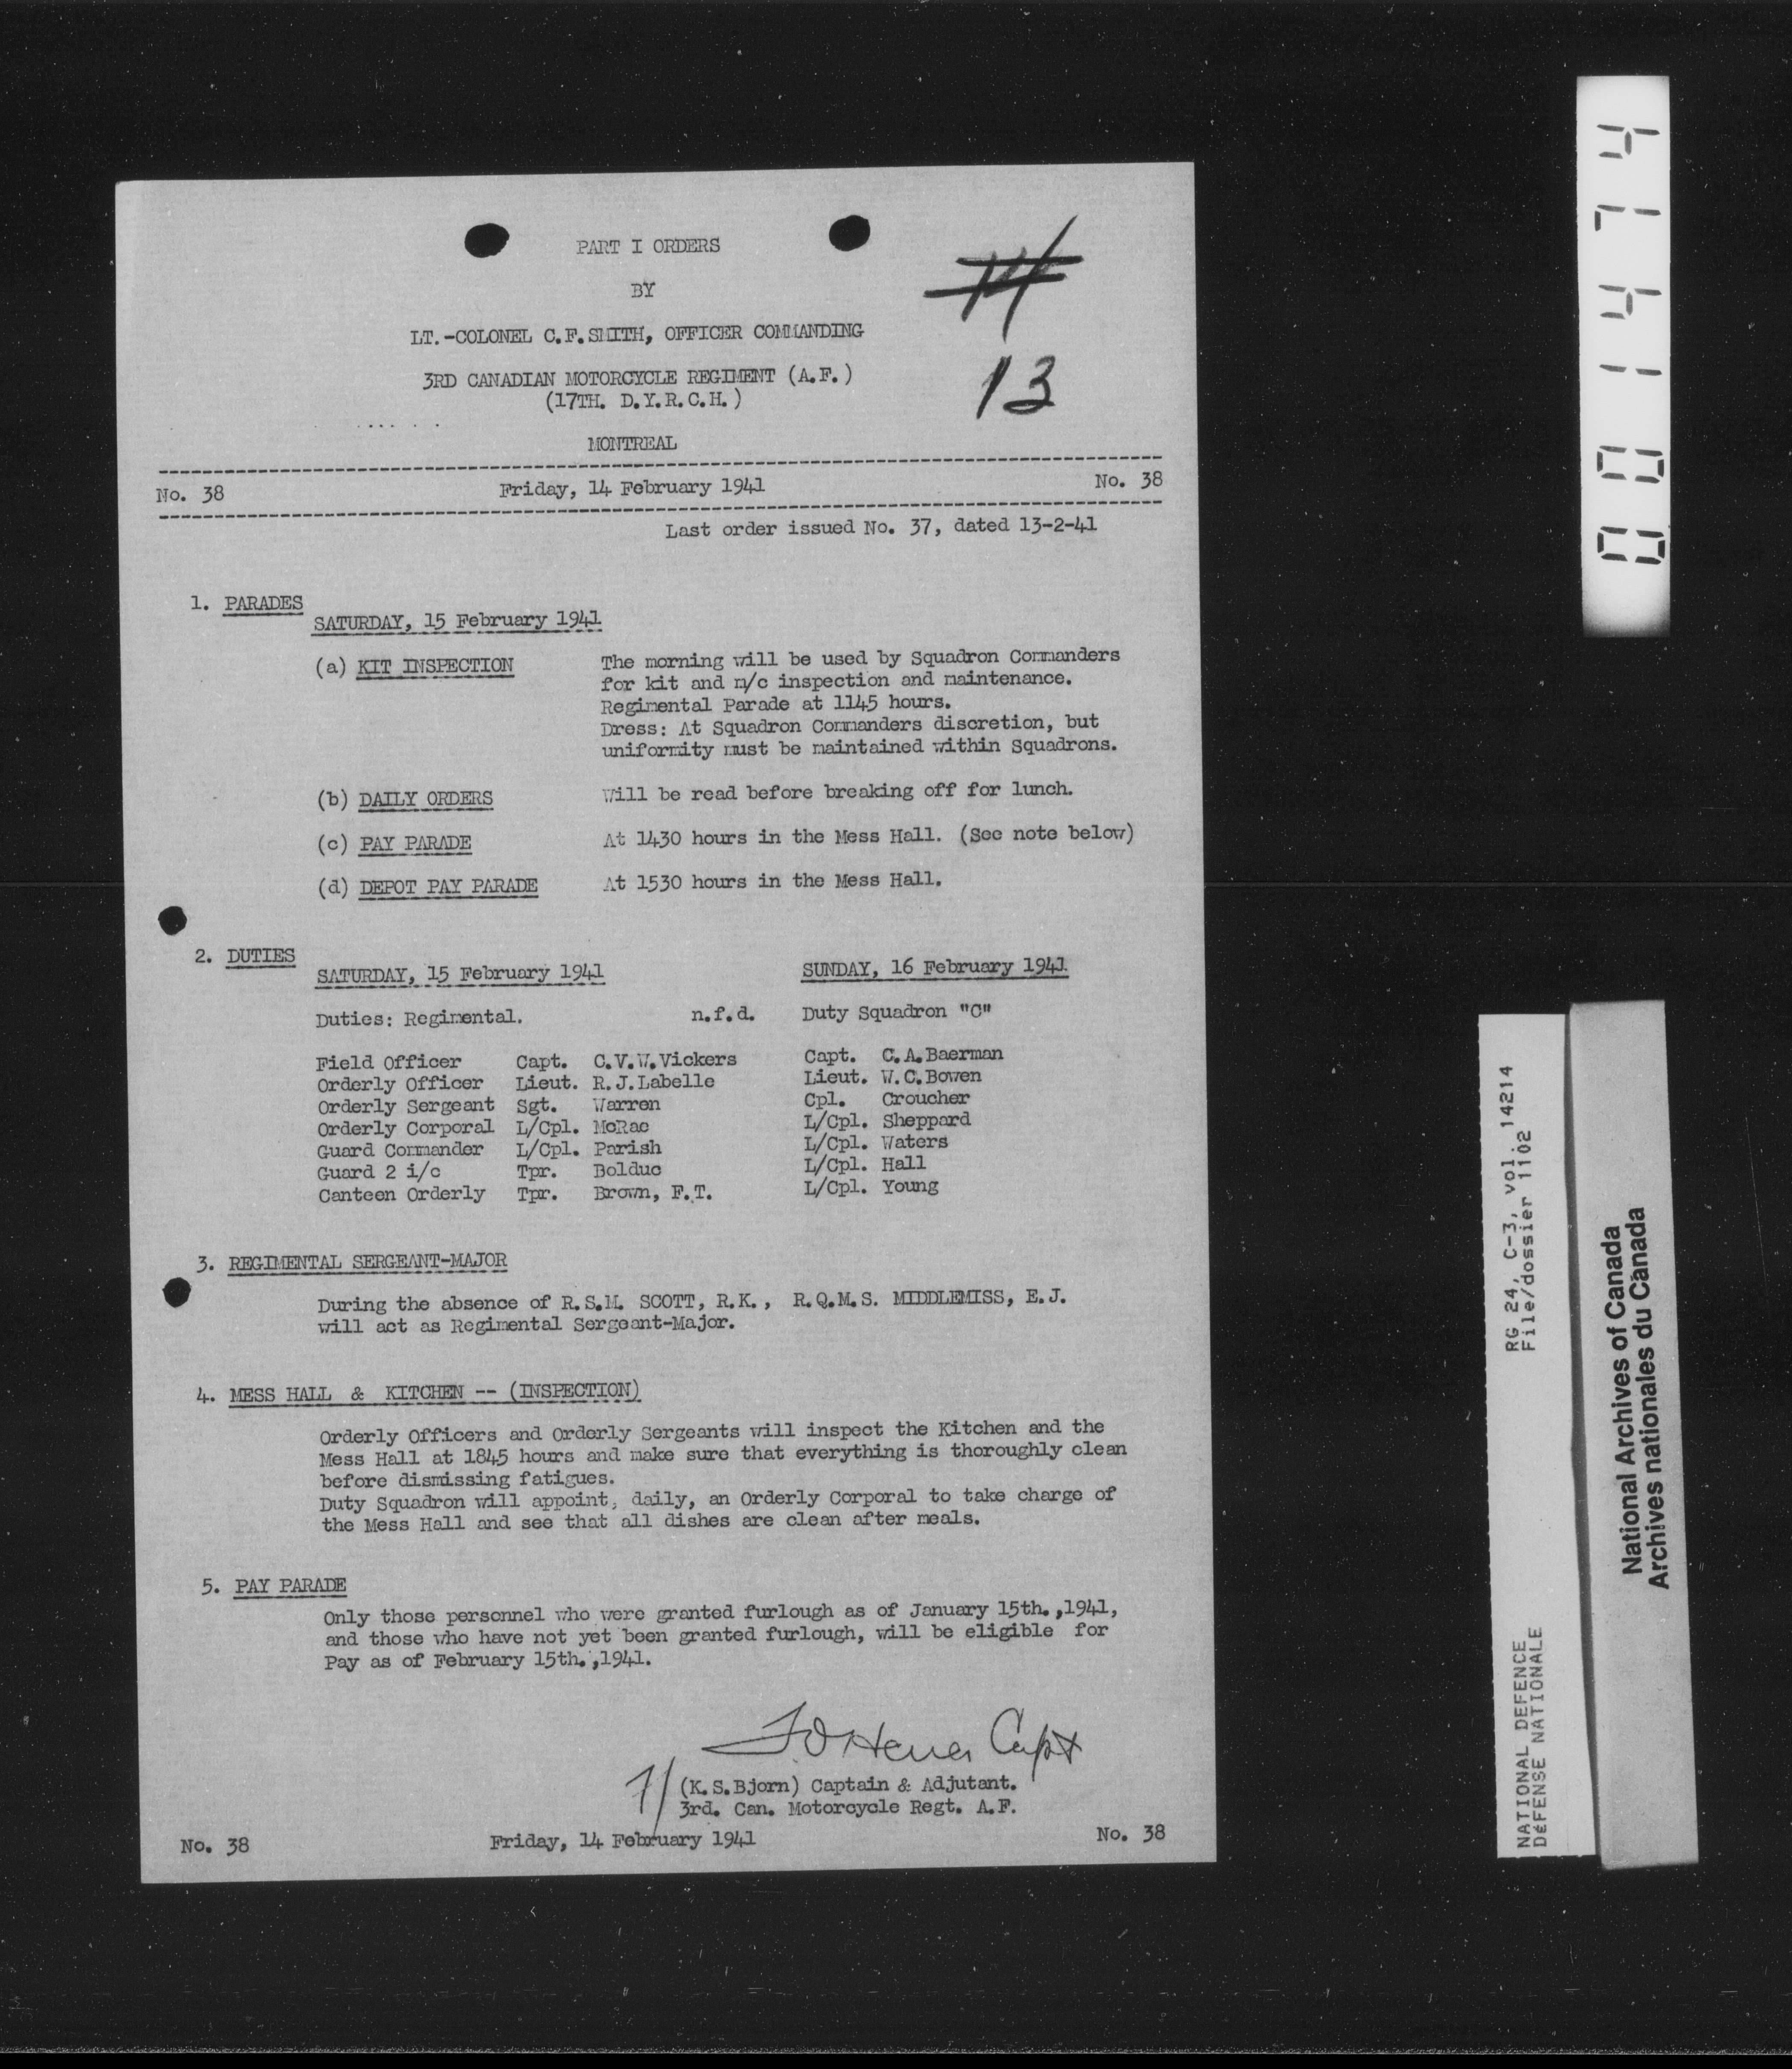 PART I ORDERS
BY
LT.-COLONEL C.F.SMITH, OFFICER COMMANDING
3RD CANADIAN MOTORCYCLE REGIMENT (A.F.)
(17TH. D.Y.R.C.H.)
13
MONTREAL
No. 38 Friday, 14 February 1941 No. 38
Last order issued No. 37, dated 13-2-41
1. PARADES
SATURDAY, 15 February 1941
(a) KIT INSPECTION The morning will be used by Squadron Commanders
for kit and m/c inspection and maintenance.
Regimental Parade at 1145 hours.
Dress: At Squadron Commanders discretion, but
uniformity must be maintained within Squadrons.
(b) DAILY ORDERS Will be read before breaking off for lunch.
(c) PAY PARADE At 1430 hours in the Mess Hall. (See note below)
(d) DEPOT PAY PARADE At 1530 hours in the Mess Hall.
2. DUTIES
SATURDAY, 15 February 1941 SUNDAY, 16 February 1941
Duties: Regimental. n.f.d. Duty Squadron "C"
Field Officer Capt. C.V.W.Vickers Capt. C.A.Baerman
Orderly Officer Lieut. R.J.Labelle Lieut. W.C.Bowen
Orderly Sergeant Sgt. Warren Cpl. Croucher
Orderly Corporal L/Cpl. McRae L/Cpl. Sheppard
Guard Commander L/Cpl. Parish L/Cpl. Waters
Guard 2 i/c Tpr. Bolduc L/Cpl. Hall
Canteen Orderly Tpr. Brown, F.T. L/Cpl. Young
3. REGIMENTAL SERGEANT-MAJOR
During the absence of R.S.M. SCOTT, R.K., R.Q.M.S. MIDDLEMISS, E.J.
will act as Regimental Sergeant-Major.
4. MESS HALL & KITCHEN -- (INSPECTION)
Orderly Officers and Orderly Sergeants will inspect the Kitchen and the
Mess Hall at 1845 hours and make sure that everything is thoroughly clean
before dismissing fatigues.
Duty Squadron will appoint, daily, an Orderly Corporal to take charge of
the Mess Hall and see that all dishes are clean after meals.
5. PAY PARADE
Only those personnel who were granted furlough as of January 15th.,1941,
and those who have not yet been granted furlough, will be eligible for
Pay as of February 15th.,1941.
Capt
(K.S.Bjorn) Captain & Adjutant.
3rd. Can. Motorcycle Regt. A.F.
No. 38 Friday, 14 February 1941 No. 38
001474
RG 24, C-3, vol. 14214
File/dossier 1102
NATIONAL DEFENCE
DÉFENSE NATIONALE
National Archives of Canada
Archives nationales du Canada